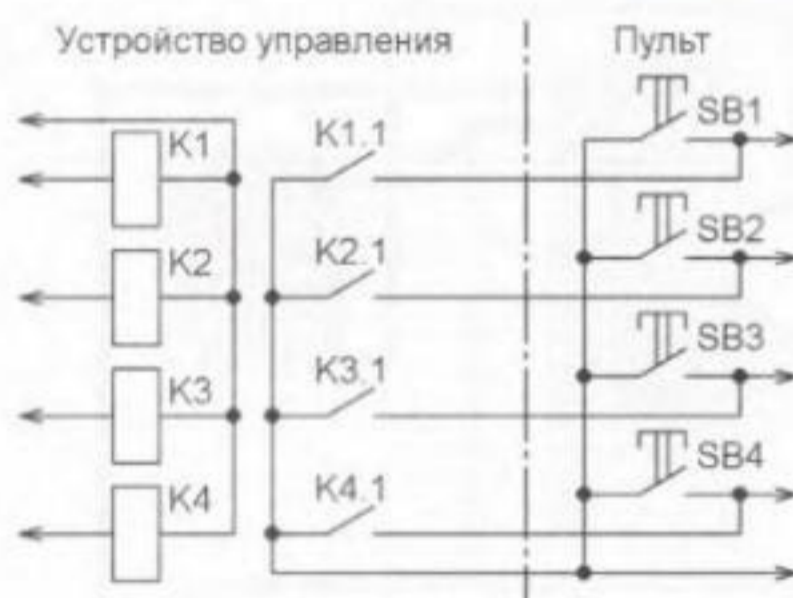 Устройство управления
Пульт
K1
K1.1
SB1
K2
K2.1
SB2
K3
K3.1
SB3
K4
K4.1
SB4